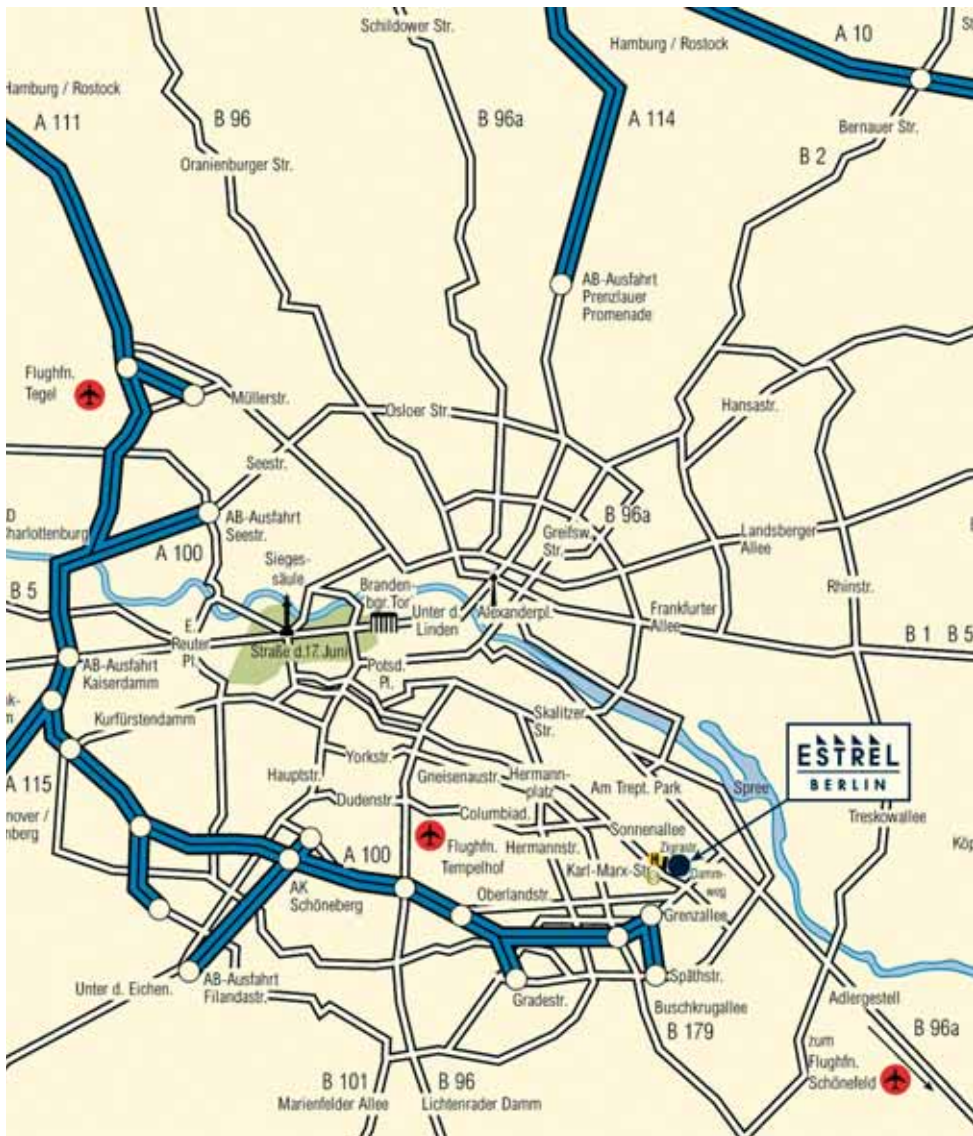 Schildower Str.
Hamburg / Rostock
A 10
Hamburg / Rostock
A 111
B 96
B 96a
A 114
Bernauer Str.
B 2
Oranienburger Str.
AB-Ausfahrt
Prenzlauer
Promenade
Flughfn.
Tegel
Müllerstr.
Osloer Str.
Hansastr.
Seestr.
Charlottenburg
AB-Ausfahrt
Seestr.
A 100
B 96a
Greifsw.
Str.
Landsberger
Allee
Sieges-
säule
Branden-
bgr.Tor
B 5
Unter d.
Linden
Alexanderpl.
Frankfurter
Allee
Rhinstr.
E.
Reuter
Pl.
Straße d.17. Juni
B 1
B 5
AB-Ausfahrt
Kaiserdamm
Potsd.
Pl.
Kurfürstendamm
Skalitzer
Str.
ESTREL
BERLIN
Yorkstr.
A 115
Hauptstr.
Gneisenaustr.
Hermann-
platz
Am Trept. Park
Spree
Dudenstr.
Columbiad.
Sonnenallee
Treskowallee
Flughfn.
Tempelhof
Hermannstr.
Zigrastr.
H
A 100
Karl-Marx-Str.
Damm-
weg
AK
Schöneberg
Oberlandstr.
Grenzallee
Unter d. Eichen.
AB-Ausfahrt
Filandastr.
Gradestr.
Späthstr.
Buschkrugallee
Adlergestell
B 179
B 96a
zum
Flughfn.
Schönefeld
B 101
Marienfelder Allee
B 96
Lichtenrader Damm